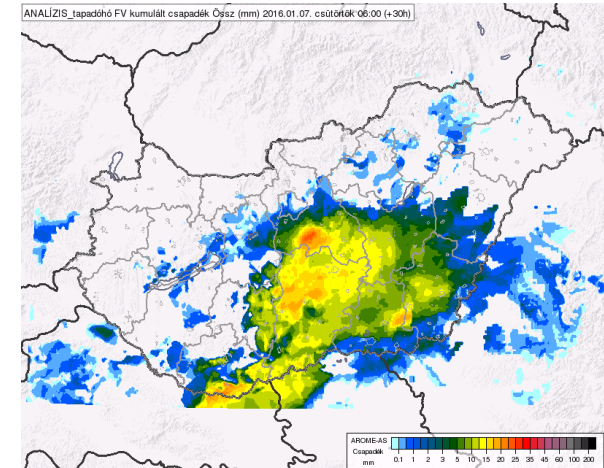 ANALÍZIS_tapadóhó FV kumulált csapadék Össz (mm) 2016.01.07. csütörtök 06:00 (+30h)
AROME-AS
Csapadék
mm
0.1 1 2 3 5 10 15 20 25 35 45 60 100 200